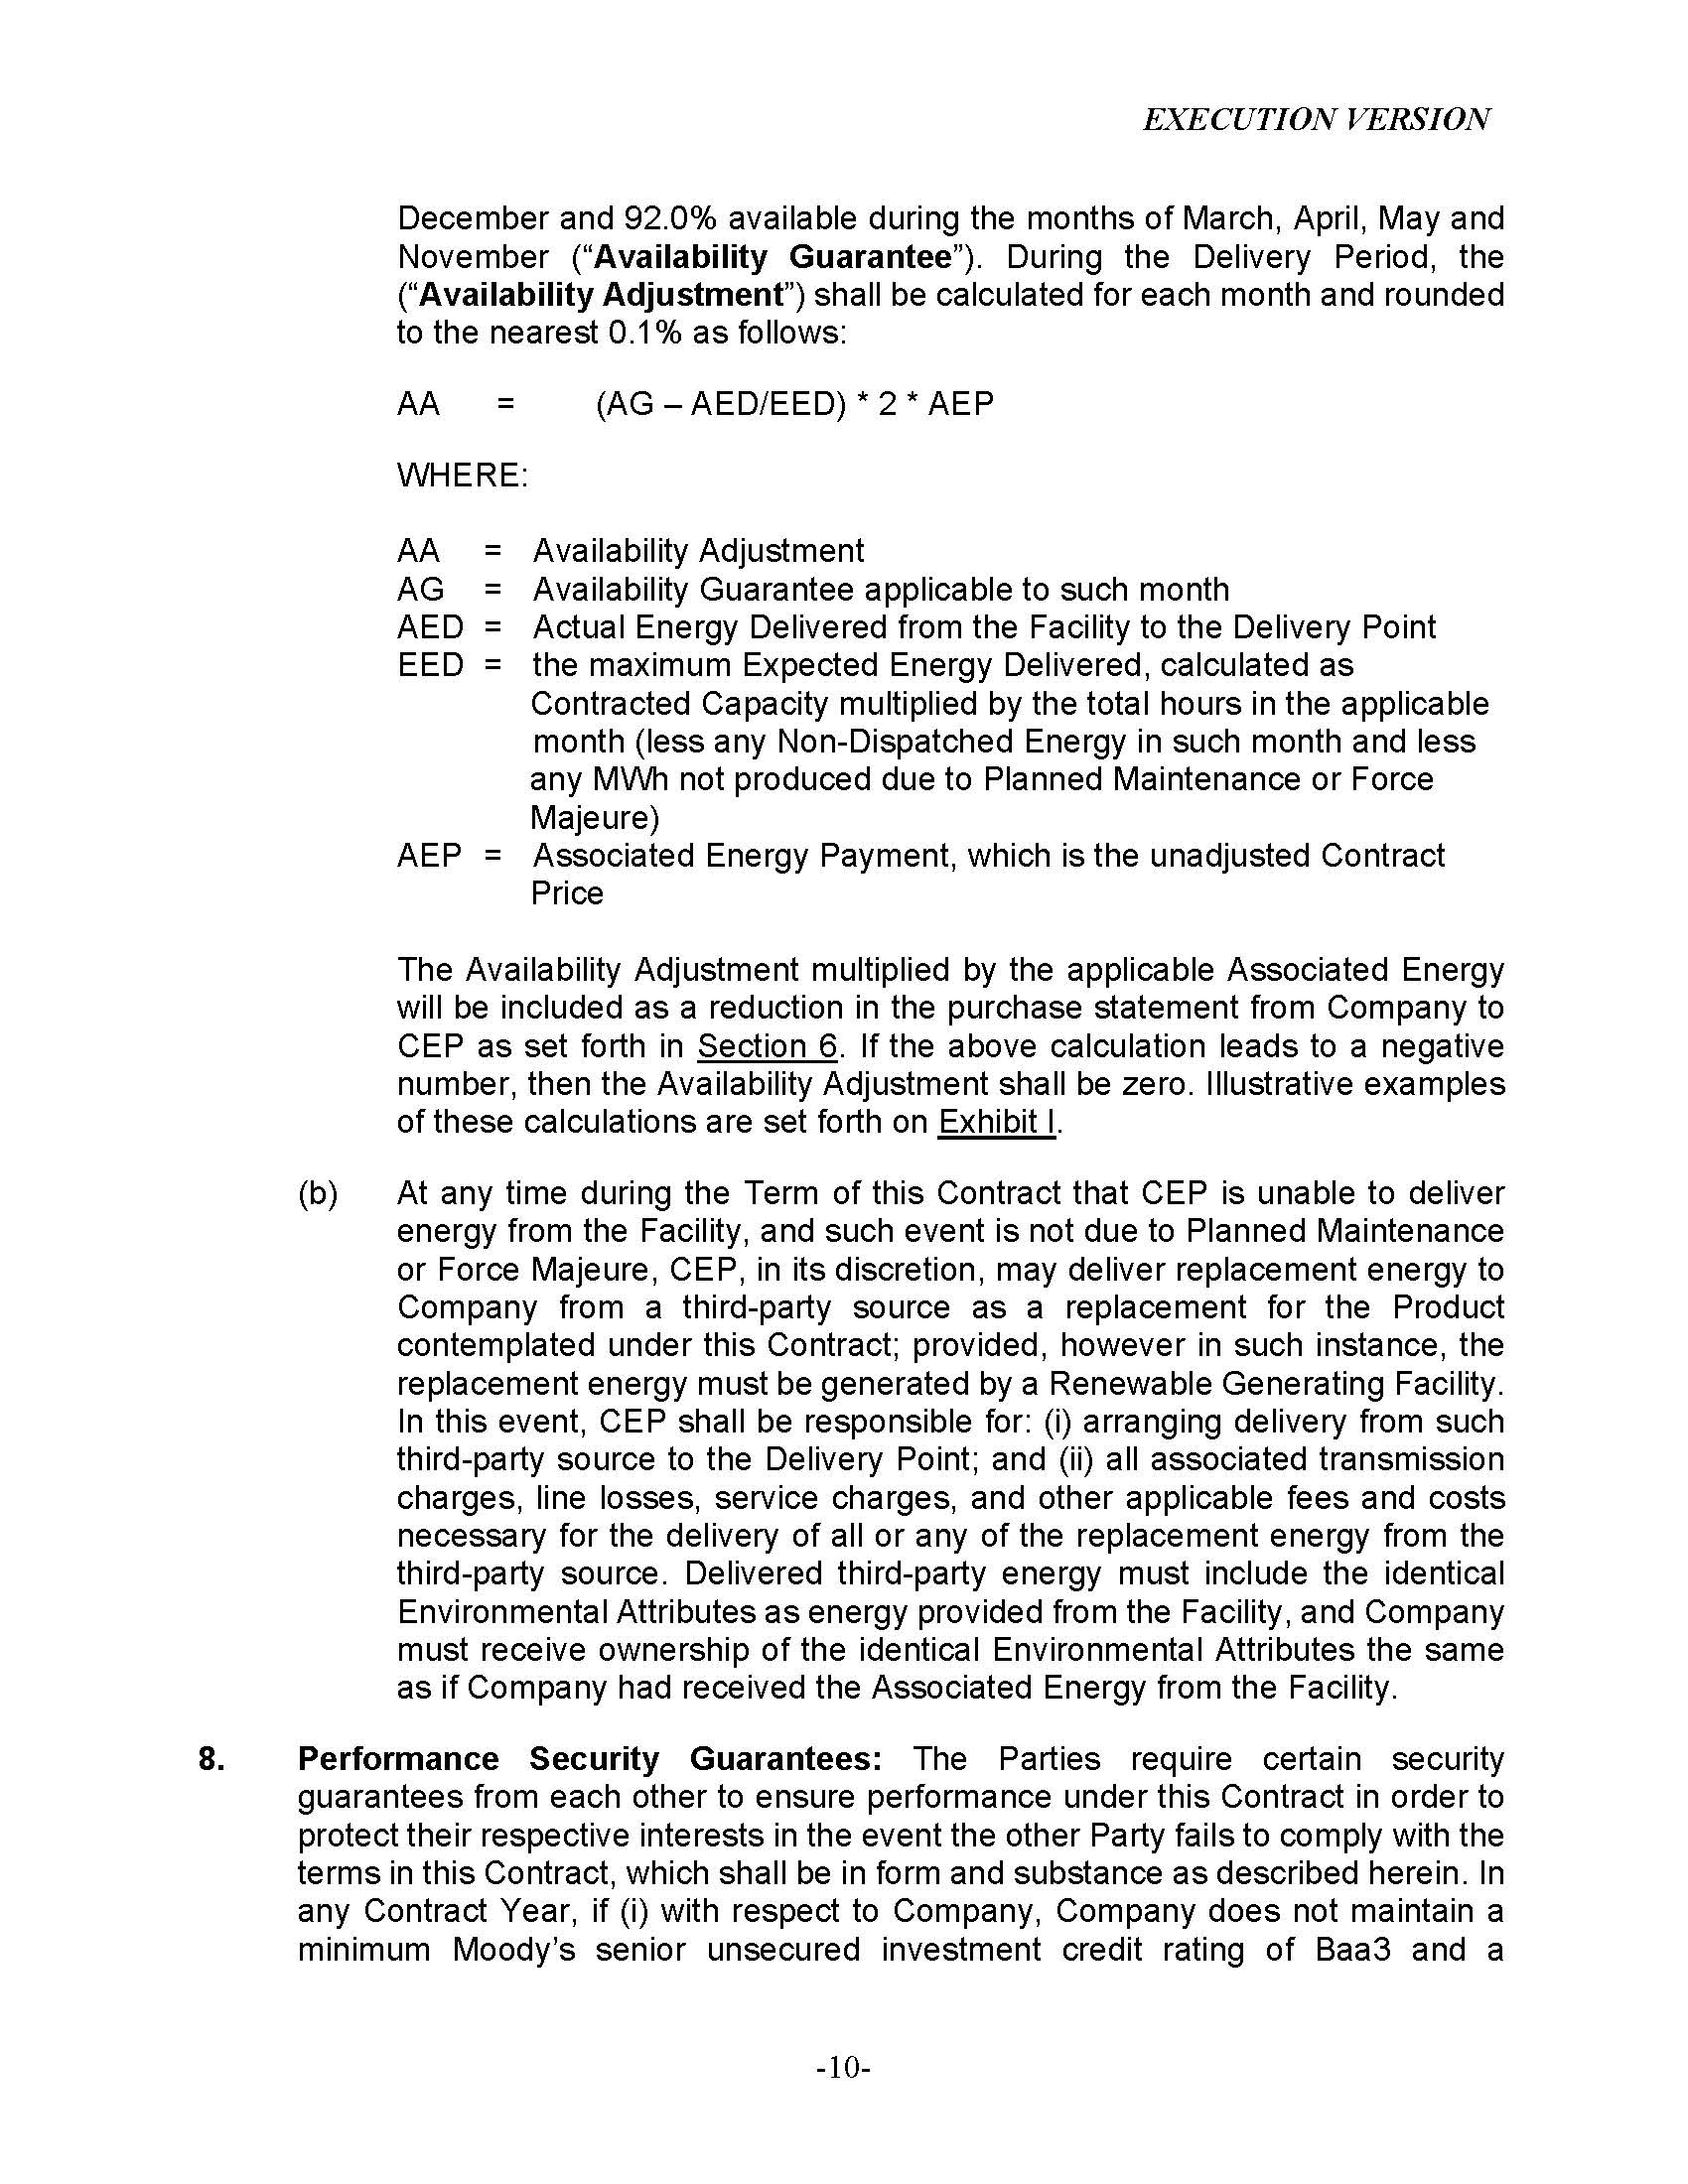 EXECUTION VERSION
December and 92.0% available during the months of March, April, May and
November (“Availability Guarantee”). During the Delivery Period, the
(“Availability Adjustment”) shall be calculated for each month and rounded
to the nearest 0.1% as follows:
AA = (AG – AED/EED) * 2 * AEP
WHERE:
AA = Availability Adjustment
AG = Availability Guarantee applicable to such month
AED = Actual Energy Delivered from the Facility to the Delivery Point
EED = the maximum Expected Energy Delivered, calculated as
Contracted Capacity multiplied by the total hours in the applicable
month (less any Non-Dispatched Energy in such month and less
any MWh not produced due to Planned Maintenance or Force
Majeure)
AEP = Associated Energy Payment, which is the unadjusted Contract
Price
The Availability Adjustment multiplied by the applicable Associated Energy
will be included as a reduction in the purchase statement from Company to
CEP as set forth in Section 6. If the above calculation leads to a negative
number, then the Availability Adjustment shall be zero. Illustrative examples
of these calculations are set forth on Exhibit I.
(b) At any time during the Term of this Contract that CEP is unable to deliver
energy from the Facility, and such event is not due to Planned Maintenance
or Force Majeure, CEP, in its discretion, may deliver replacement energy to
Company from a third-party source as a replacement for the Product
contemplated under this Contract; provided, however in such instance, the
replacement energy must be generated by a Renewable Generating Facility.
In this event, CEP shall be responsible for: (i) arranging delivery from such
third-party source to the Delivery Point; and (ii) all associated transmission
charges, line losses, service charges, and other applicable fees and costs
necessary for the delivery of all or any of the replacement energy from the
third-party source. Delivered third-party energy must include the identical
Environmental Attributes as energy provided from the Facility, and Company
must receive ownership of the identical Environmental Attributes the same
as if Company had received the Associated Energy from the Facility.
8. Performance Security Guarantees: The Parties require certain security
guarantees from each other to ensure performance under this Contract in order to
protect their respective interests in the event the other Party fails to comply with the
terms in this Contract, which shall be in form and substance as described herein. In
any Contract Year, if (i) with respect to Company, Company does not maintain a
minimum Moody’s senior unsecured investment credit rating of Baa3 and a
-10-